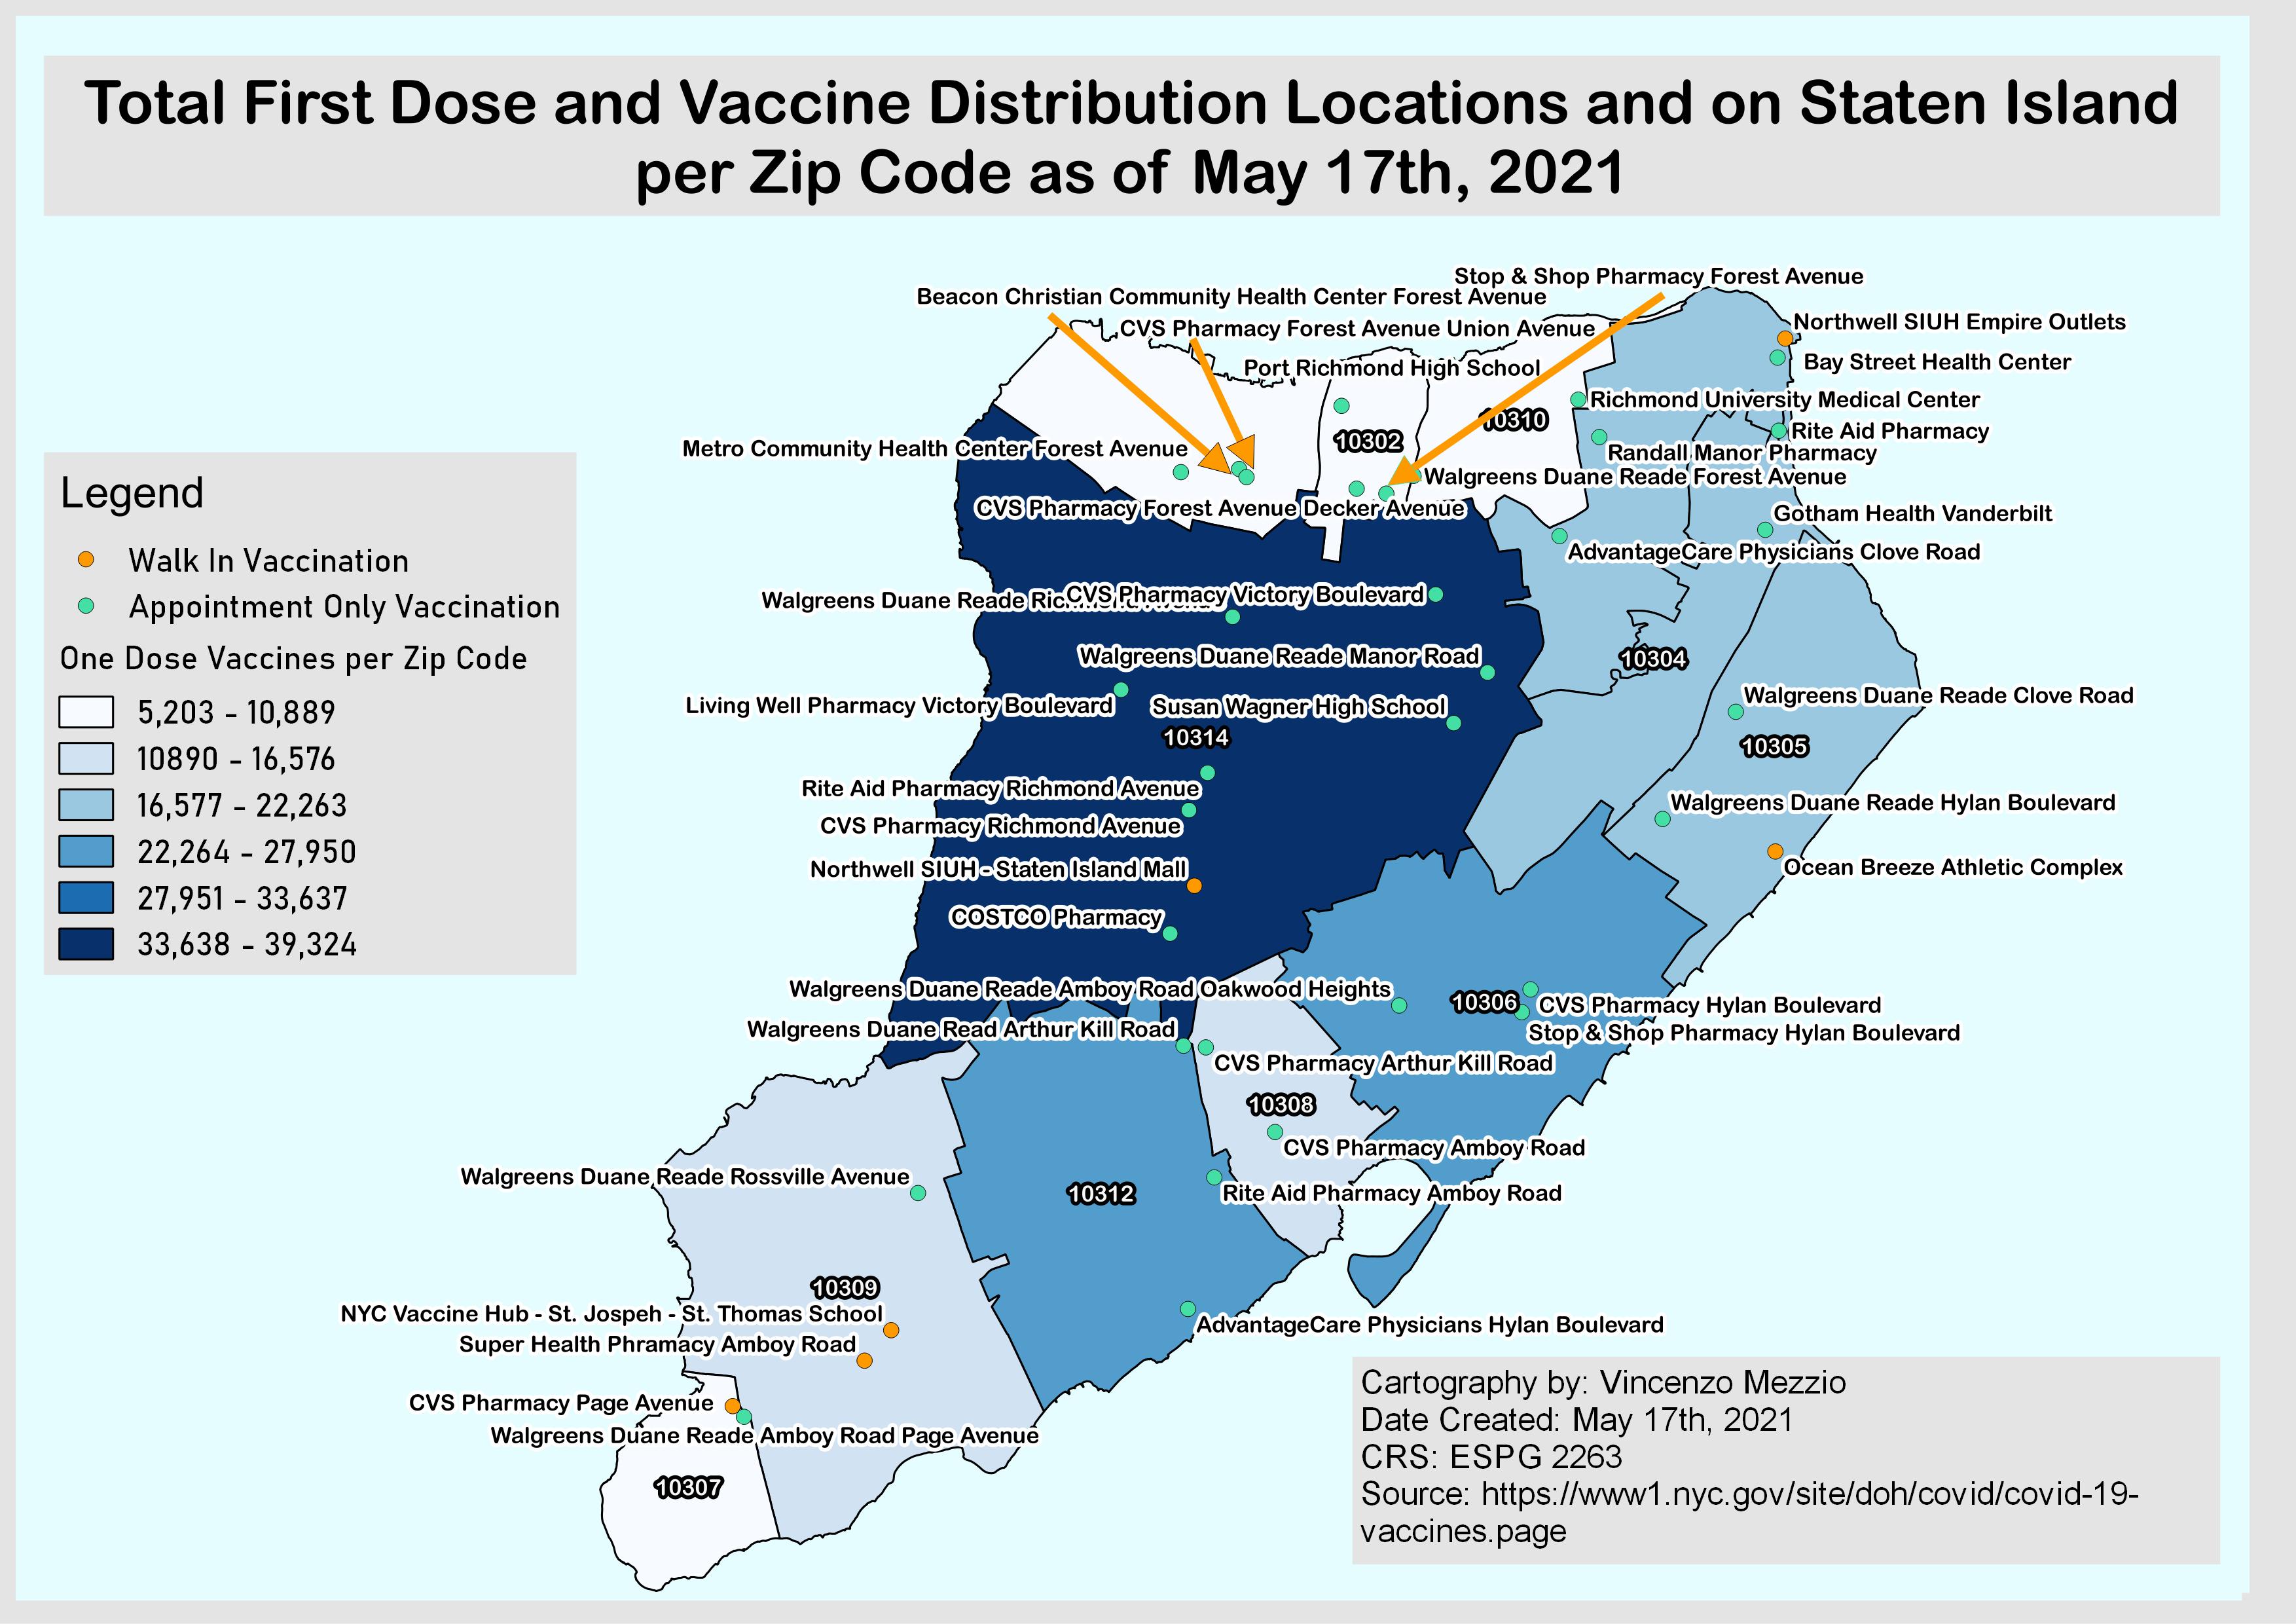 Total First Dose and Vaccine Distribution Locations and on Staten Island
per Zip Code as of May 17th, 2021
Stop & Shop Pharmacy Forest Avenue
Beacon Christian Community Health Center Forest Avenue
Northwell SIUH Empire Outlets
CVS Pharmacy Forest Avenue Union Avenue
Bay Street Health Center
Port Richmond High School
Richmond University Medical Center
10310
Rite Aid Pharmacy
10302
Metro Community Health Center Forest Avenue
Randall Manor Pharmacy
Walgreens Duane Reade Forest Avenue
CVS Pharmacy Forest Avenue Decker Avenue
Gotham Health Vanderbilt
AdvantageCare Physicians Clove Road
Legend
Walk In Vaccination
Appointment Only Vaccination
One Dose Vaccines per Zip Code
5,203 - 10,889
10890 - 16,576
16,577 - 22,263
22,264 - 27,950
27,951 - 33,637
33,638 - 39,324
CVS Pharmacy Victory Boulevard
Walgreens Duane Reade
Walgreens Duane Reade Manor Road
10304
Walgreens Duane Reade Clove Road
Living Well Pharmacy Victory Boulevard
Susan Wagner High School
10314
10305
Rite Aid Pharmacy Richmond Avenue
Walgreens Duane Reade Hylan Boulevard
CVS Pharmacy Richmond Avenue
Northwell SIUH - Staten Island Mall
Ocean Breeze Athletic Complex
COSTCO Pharmacy
Walgreens Duane Reade Amboy Road Oakwood Heights
10306
CVS Pharmacy Hylan Boulevard
Walgreens Duane Read Arthur Kill Road
Stop & Shop Pharmacy Hylan Boulevard
CVS Pharmacy Arthur Kill Road
10308
CVS Pharmacy Amboy Road
Walgreens Duane Reade Rossville Avenue
10312
Rite Aid Pharmacy Amboy Road
10309
NYC Vaccine Hub - St. Jospeh - St. Thomas School
AdvantageCare Physicians Hylan Boulevard
Super Health Phramacy Amboy Road
CVS Pharmacy Page Avenue
Walgreens Duane Reade Amboy Road Page Avenue
10307
Cartography by: Vincenzo Mezzio
Date Created: May 17th, 2021
CRS: ESPG 2263
Source: https://www1.nyc.gov/site/doh/covid/covid-19-
vaccines.page